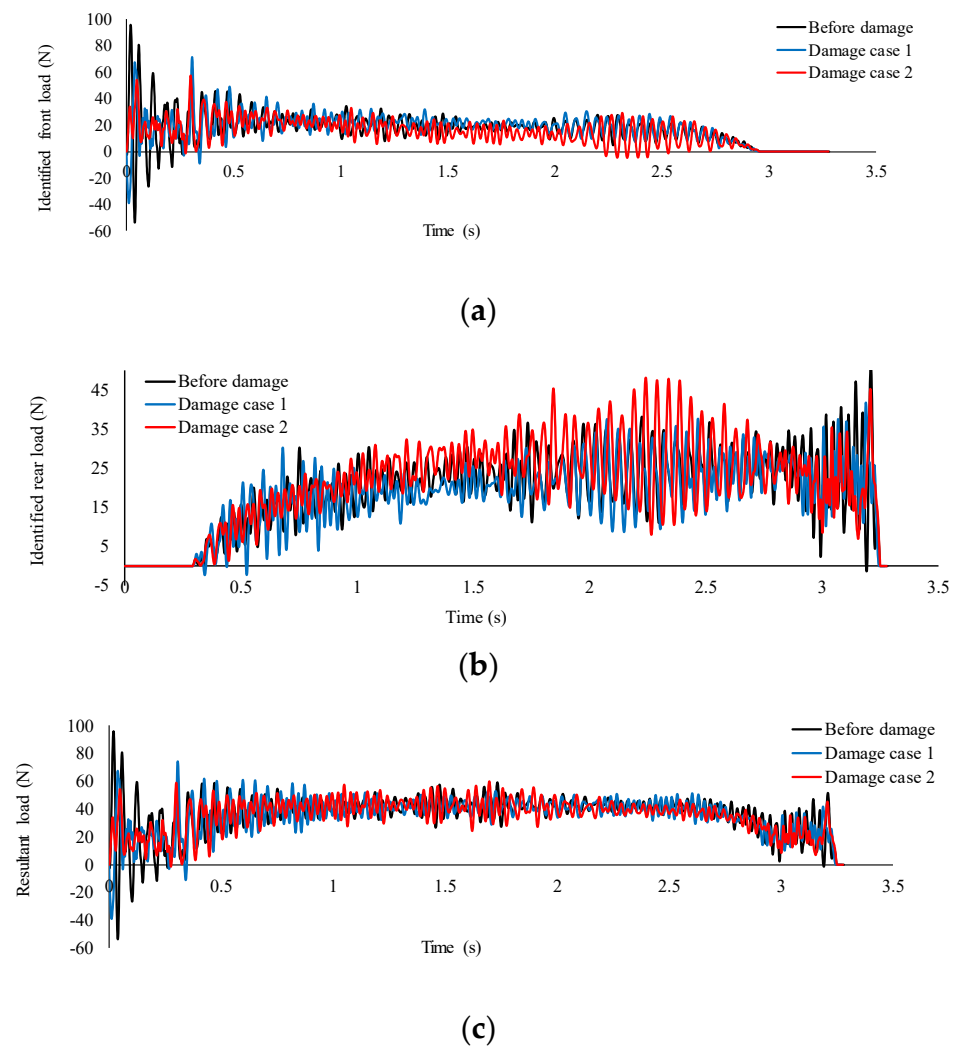 100
80
60
40
20
0
-20
-40
-60
Identified front load (N)
Before damage
Damage case 1
Damage case 2
0 0.5 1 1.5 2 2.5 3 3.5
Time (s)
(a)
45
35
25
15
5
-5
Identified rear load (N)
Before damage
Damage case 1
Damage case 2
0 0.5 1 1.5 2 2.5 3 3.5
Time (s)
(b)
100
80
60
40
20
0
-20
-40
-60
Resultant load (N)
Before damage
Damage case 1
Damage case 2
0 0.5 1 1.5 2 2.5 3 3.5
Time (s)
(c)